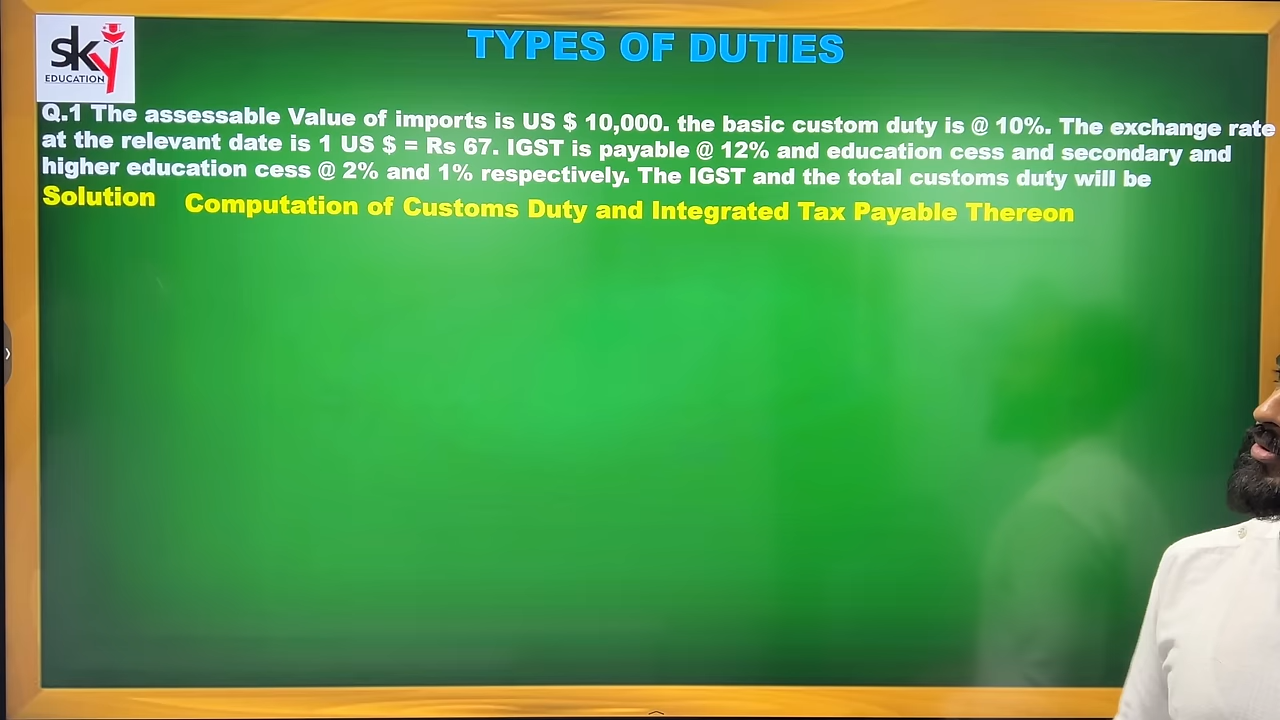 sky
EDUCATION
TYPES OF DUTIES
Q.1 The assessable Value of imports is US $ 10,000. the basic custom duty is @ 10%. The exchange rate
at the relevant date is 1 US $ = Rs 67. IGST is payable @ 12% and education cess and secondary and
higher education cess @ 2% and 1% respectively. The IGST and the total customs duty will be
Solution Computation of Customs Duty and Integrated Tax Payable Thereon